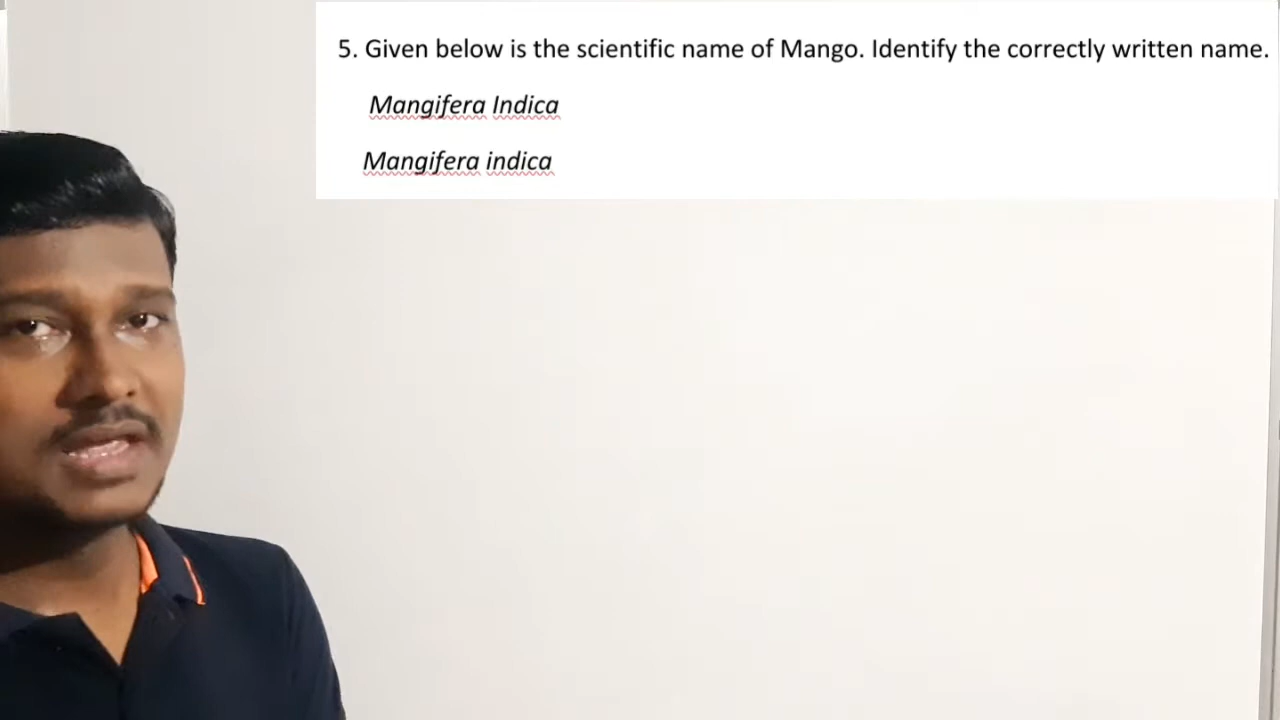 5. Given below is the scientific name of Mango. Identify the correctly written name.
Mangifera Indica
Mangifera indica